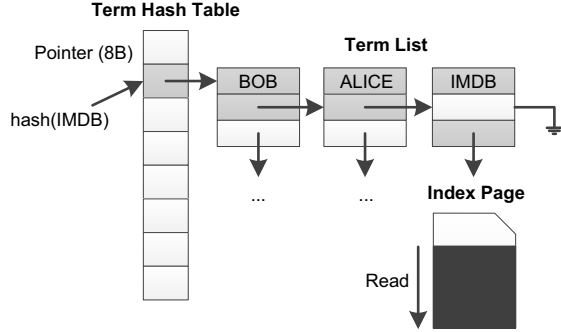 Term Hash Table
Pointer (8B)
Term List
BOB
ALICE
IMDB
hash(IMDB)
...
...
Index Page
Read